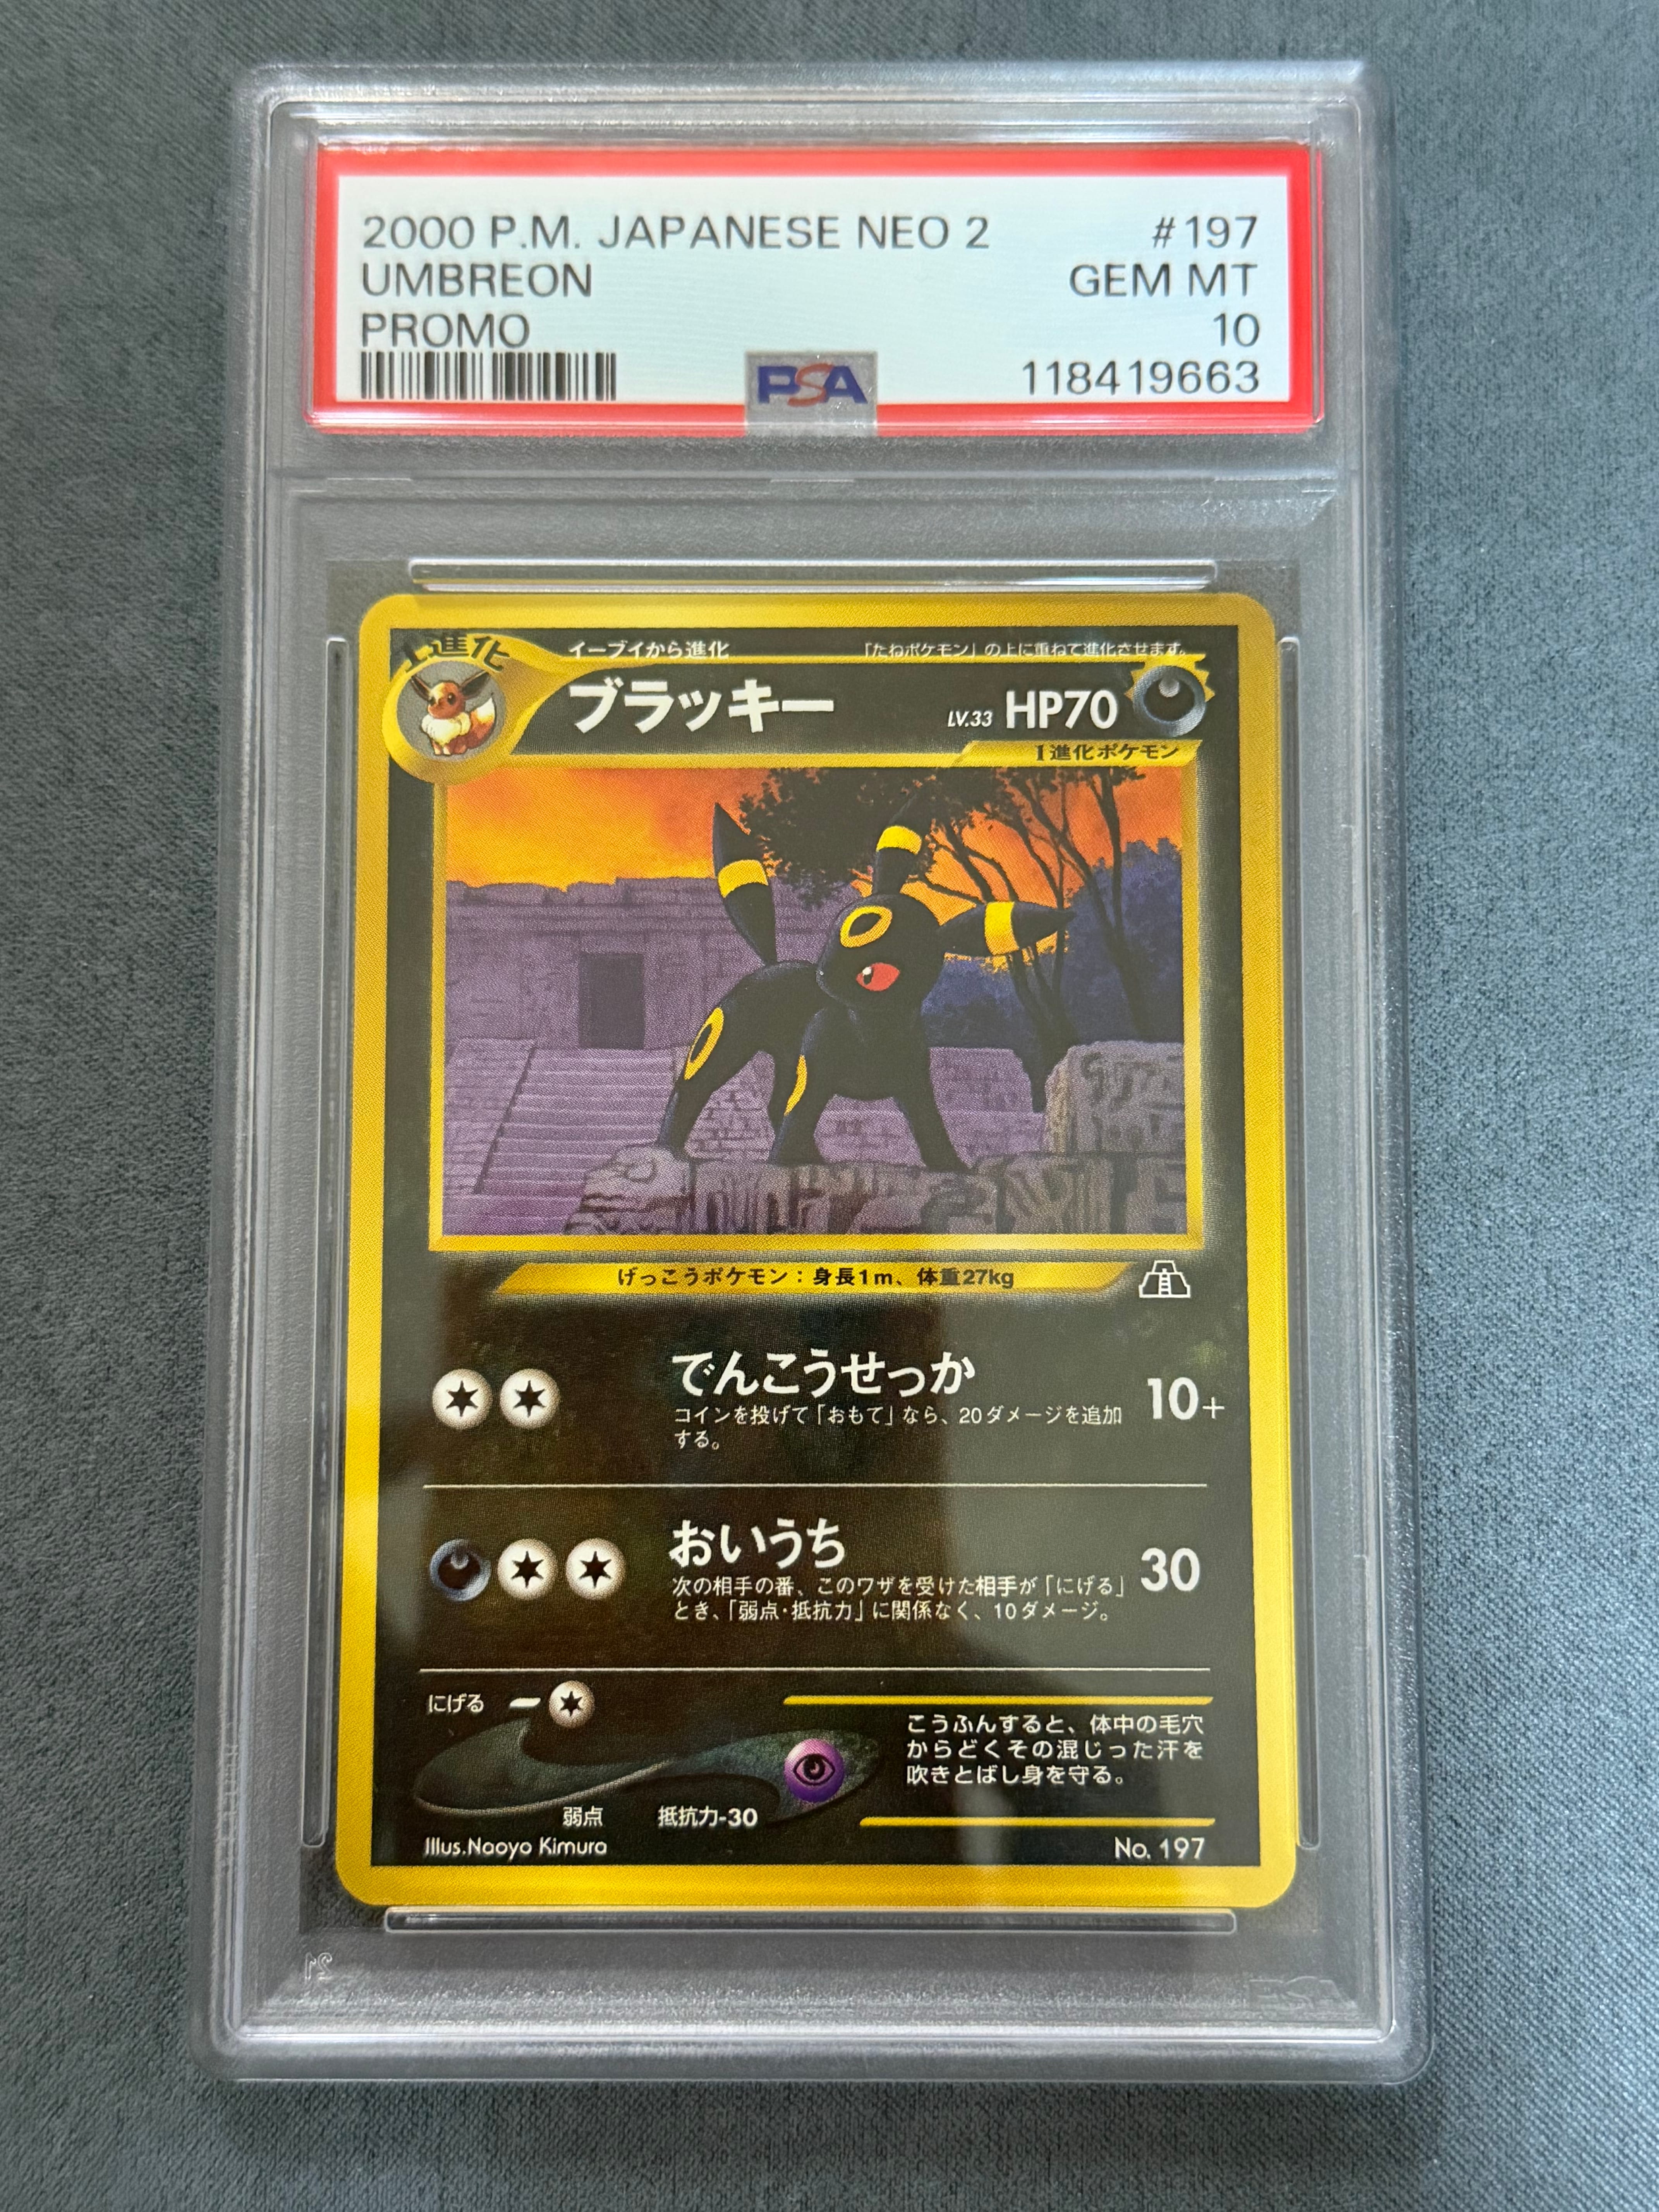 2000 P.M. JAPANESE NEO 2 #197
UMBREON GEM MT
PROMO 10
PSA 118419663
1進化 イーブイから進化 「たねポケモン」の上に重ねて進化させます。
ブラッキー LV.33 HP70
1進化ポケモン
げっこうポケモン：身長1m、体重27kg
でんこうせっか 10+
コインを投げて「おもて」なら、20ダメージを追加
する。
おいうち 30
次の相手の番、このワザを受けた相手が「にげる」
とき、「弱点・抵抗力」に関係なく、10ダメージ。
にげる
こうふんすると、体中の毛穴
からどくその混じった汗を
吹きとばし身を守る。
弱点 抵抗力-30
Illus.Naoyo Kimura No. 197
PSA